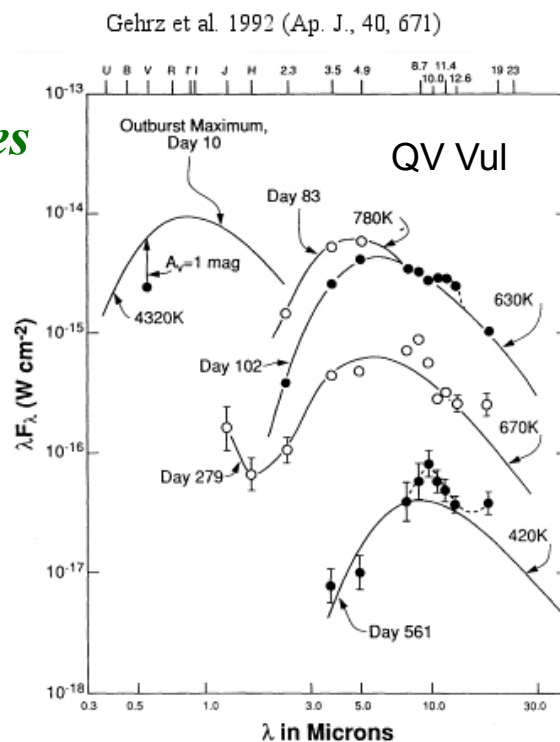 Gehrz et al. 1992 (Ap. J., 40, 671)
U B V R I' I J H 2.3 3.5 4.9 8.7 10.0 11.4 12.6 19 23
es
QV Vul
10-13
10-14
10-15
10-16
10-17
10-18
λFλ (W cm-2)
Outburst Maximum,
Day 10
Day 83
780K
Av=1 mag
4320K
630K
Day 102
670K
Day 279
420K
Day 561
0.3 0.5 1.0 3.0 5.0 10.0 30.0
λ in Microns